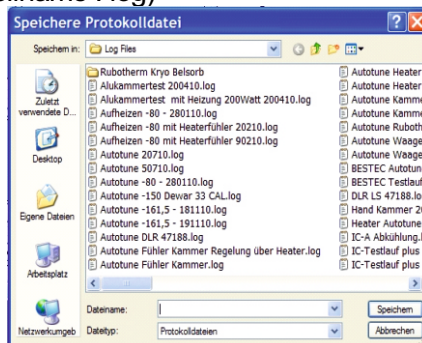 Speichere Protokolldatei
Speichern in: Log Files
Zuletzt
verwendete D...
Desktop
Eigene Dateien
Arbeitsplatz
Netzwerkumgeb
Rubotherm Kryo Belsorb
Alukammertest 200410.log
Alukammertest mit Heizung 200Watt 200410.log
Aufheizen -80 - 280110.log
Aufheizen -80 mit Heaterfühler 20210.log
Aufheizen -80 mit Heaterfühler 90210.log
Autotune 20710.log
Autotune 50710.log
Autotune -80 - 280110.log
Autotune -150 Dewar 33 CAL.log
Autotune -161,5 - 181110.log
Autotune -161,5 - 191110.log
Autotune DLR 47188.log
Autotune Fühler Kammer Regelung über Heater.log
Autotune Fühler Kammer.log
Autotune Heater
Autotune Heater
Autotune Kamme
Autotune Kamme
Autotune Ruboth
Autotune Waage
Autotune Waage
BESTEC Autotun
BESTEC Testlauf
DLR LS 47188.lo
Hand Kammer 20
Heater Autotune
IC-A Abkühlung.l
IC-Testlauf plus
IC-Testlauf plus
Dateiname:
Speichern
Dateityp: Protokolldateien
Abbrechen